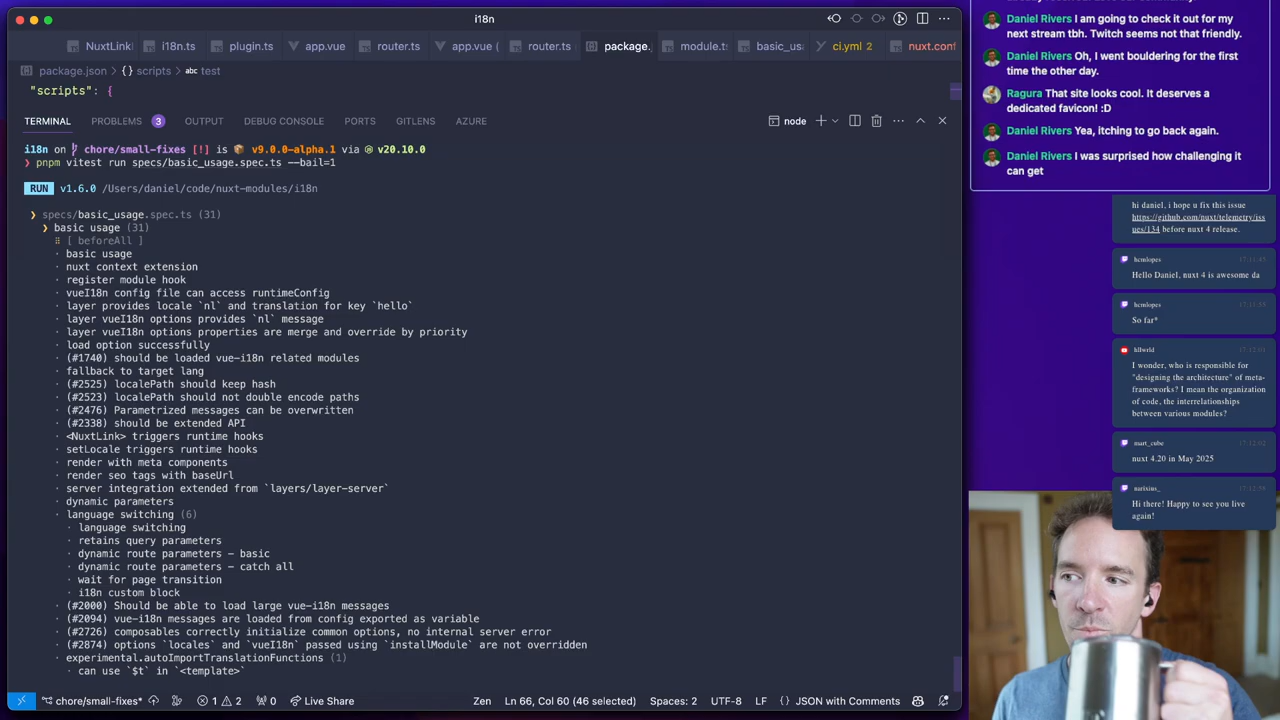 i18n
NuxtLink
i18n.ts
plugin.ts
app.vue
router.ts
app.vue (
router.ts
package.
module.t
basic_us
ci.yml 2
nuxt.conf
package.json > {} scripts > abc test
"scripts": {
TERMINAL
PROBLEMS 3
OUTPUT
DEBUG CONSOLE
PORTS
GITLENS
AZURE
node
i18n on chore/small-fixes [!] is v9.0.0-alpha.1 via v20.10.0
❯ pnpm vitest run specs/basic_usage.spec.ts --bail=1
RUN v1.6.0 /Users/daniel/code/nuxt-modules/i18n
❯ specs/basic_usage.spec.ts (31)
❯ basic usage (31)
⠿ [ beforeAll ]
· basic usage
· nuxt context extension
· register module hook
· vueI18n config file can access runtimeConfig
· layer provides locale `nl` and translation for key `hello`
· layer vueI18n options provides `nl` message
· layer vueI18n options properties are merge and override by priority
· load option successfully
· (#1740) should be loaded vue-i18n related modules
· fallback to target lang
· (#2525) localePath should keep hash
· (#2523) localePath should not double encode paths
· (#2476) Parametrized messages can be overwritten
· (#2338) should be extended API
· <NuxtLink> triggers runtime hooks
· setLocale triggers runtime hooks
· render with meta components
· render seo tags with baseUrl
· server integration extended from `layers/layer-server`
· dynamic parameters
· language switching (6)
· language switching
· retains query parameters
· dynamic route parameters – basic
· dynamic route parameters – catch all
· wait for page transition
· i18n custom block
· (#2000) Should be able to load large vue-i18n messages
· (#2094) vue-i18n messages are loaded from config exported as variable
· (#2726) composables correctly initialize common options, no internal server error
· (#2874) options `locales` and `vueI18n` passed using `installModule` are not overridden
· experimental.autoImportTranslationFunctions (1)
· can use `$t` in `<template>`
chore/small-fixes*
1
2
0
Live Share
Zen
Ln 66, Col 60 (46 selected)
Spaces: 2
UTF-8
LF
{} JSON with Comments
Daniel Rivers I am going to check it out for my
next stream tbh. Twitch seems not that friendly.
Daniel Rivers Oh, I went bouldering for the first
time the other day.
Ragura That site looks cool. It deserves a
dedicated favicon! :D
Daniel Rivers Yea, itching to go back again.
Daniel Rivers I was surprised how challenging it
can get
hi daniel, i hope u fix this issue
https://github.com/nuxt/telemetry/iss
ues/134 before nuxt 4 release.
hcmlopes
17:11:47
Hello Daniel, nuxt 4 is awesome da
hcmlopes
So far*
17:12:01
I wonder, who is responsible for
"designing the architecture" of meta-
frameworks? I mean the organization
of code, the interrelationships
between various modules?
mart_cube
17:12:02
nuxt 4.20 in May 2025
narixius_
Hi there! Happy to see you live
again!